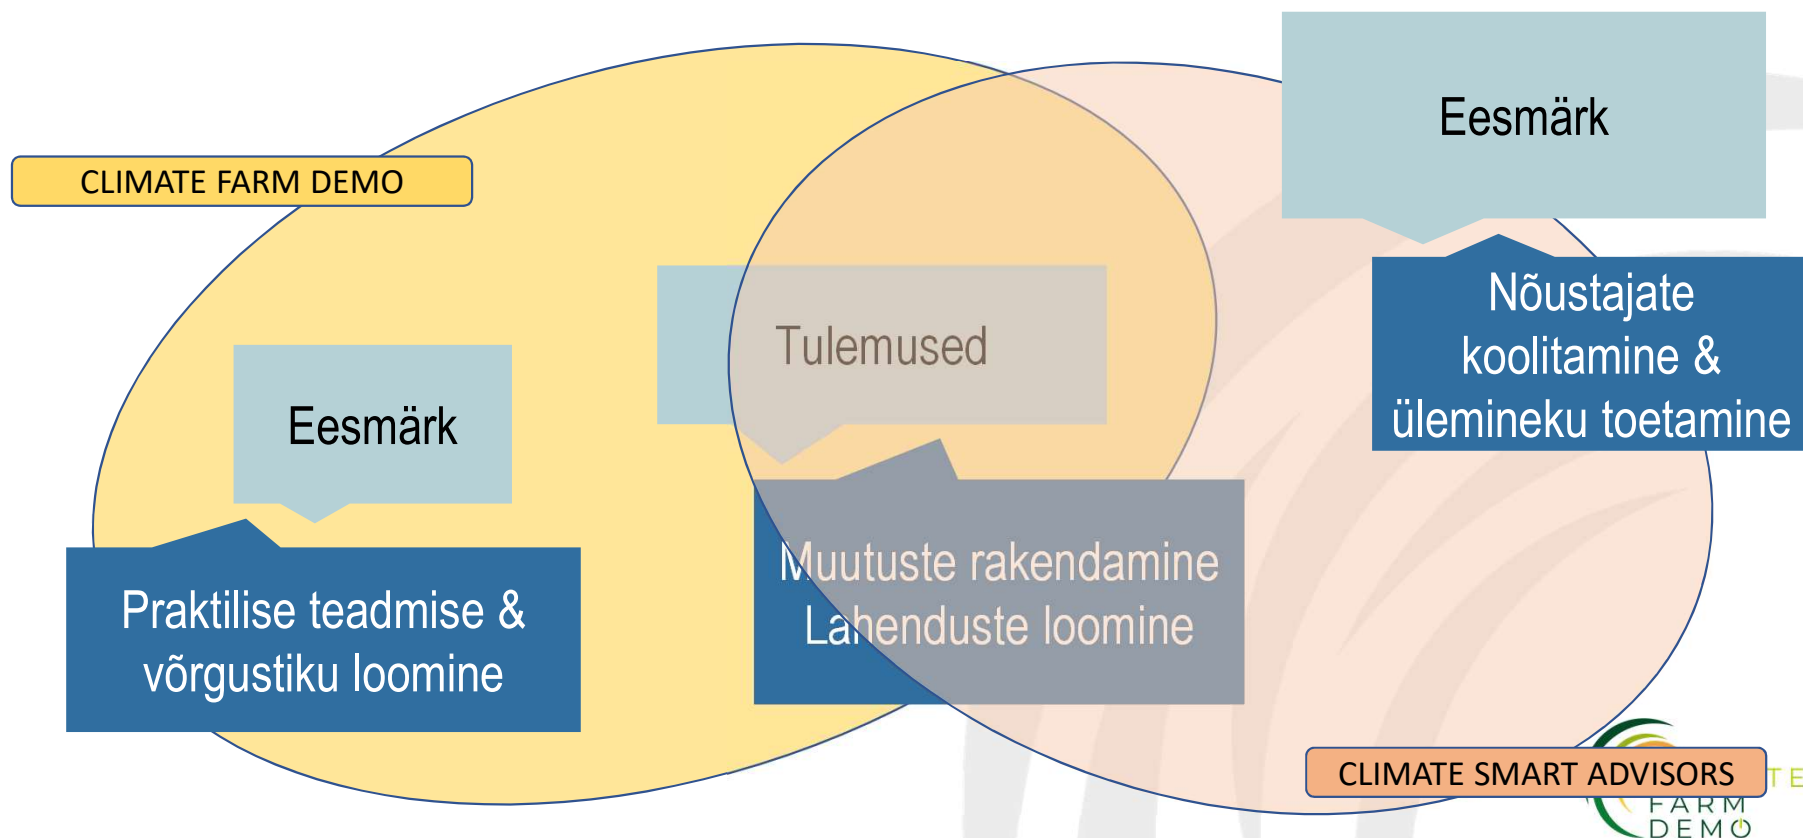 CLIMATE FARM DEMO
Eesmärk
Praktilise teadmise &
võrgustiku loomine
Tulemused
Muutuste rakendamine
Lahenduste loomine
Eesmärk
Nõustajate
koolitamine &
ülemineku toetamine
CLIMATE SMART ADVISORS
TE
FARM
DEMO